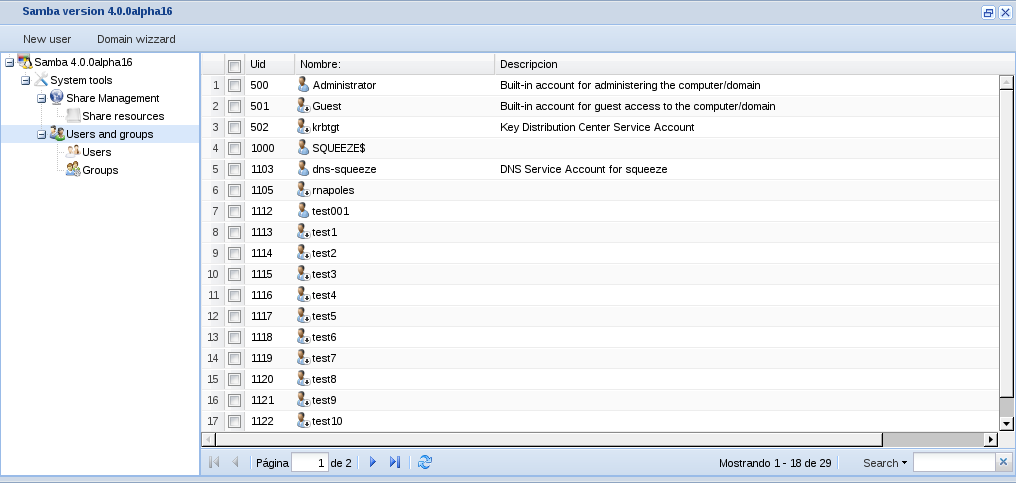 Samba version 4.0.0alpha16
New user Domain wizzard
Samba 4.0.0alpha16
System tools
Share Management
Share resources
Users and groups
Users
Groups
Uid Nombre: Descripcion
1 500 Administrator Built-in account for administering the computer/domain
2 501 Guest Built-in account for guest access to the computer/domain
3 502 krbtgt Key Distribution Center Service Account
4 1000 SQUEEZE$
5 1103 dns-squeeze DNS Service Account for squeeze
6 1105 rnapoles
7 1112 test001
8 1113 test1
9 1114 test2
10 1115 test3
11 1116 test4
12 1117 test5
13 1118 test6
14 1119 test7
15 1120 test8
16 1121 test9
17 1122 test10
Página 1 de 2 Mostrando 1 - 18 de 29 Search